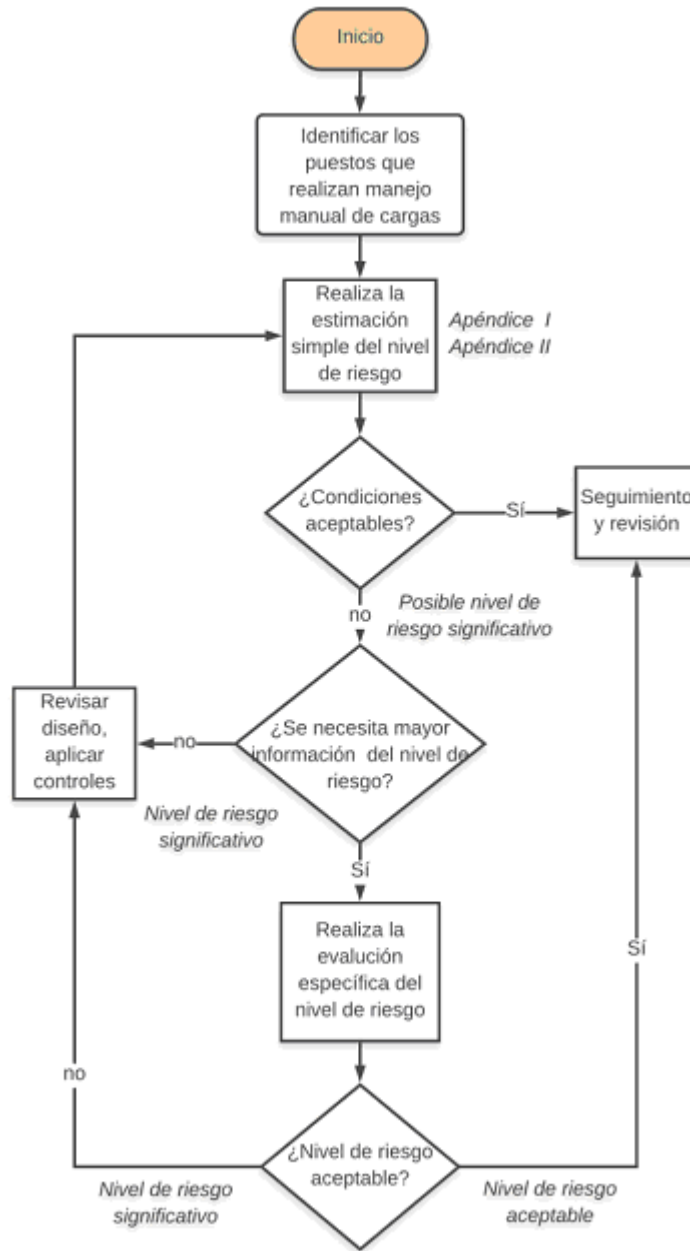 Inicio
Identificar los
puestos que
realizan manejo
manual de cargas
Realiza la
estimación
simple del nivel
de riesgo
Apéndice I
Apéndice II
¿Condiciones
aceptables?
Sí
Seguimiento
y revisión
no
Posible nivel de
riesgo significativo
Revisar
diseño,
aplicar
controles
no
¿Se necesita mayor
información del nivel de
riesgo?
Nivel de riesgo
significativo
Sí
Realiza la
evalución
específica del
nivel de riesgo
Sí
no
¿Nivel de riesgo
aceptable?
Nivel de riesgo
significativo
Nivel de riesgo
aceptable